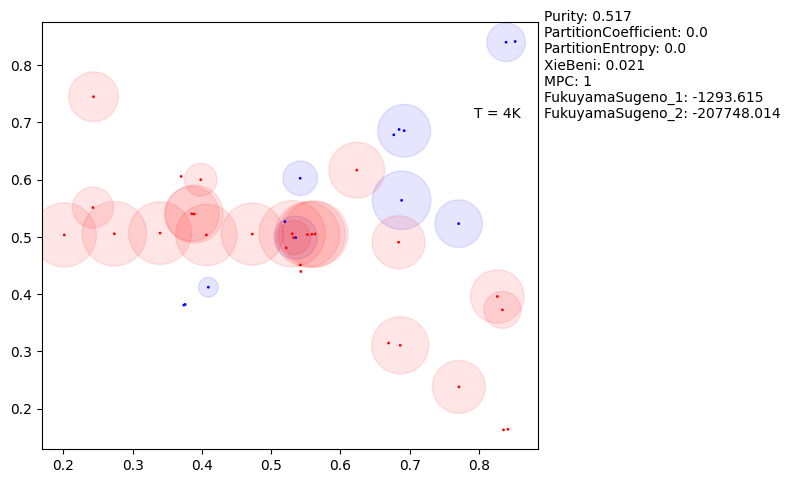 Purity: 0.517
PartitionCoefficient: 0.0
PartitionEntropy: 0.0
XieBeni: 0.021
MPC: 1
FukuyamaSugeno_1: -1293.615
FukuyamaSugeno_2: -207748.014
T = 4K
0.8
0.7
0.6
0.5
0.4
0.3
0.2
0.2 0.3 0.4 0.5 0.6 0.7 0.8